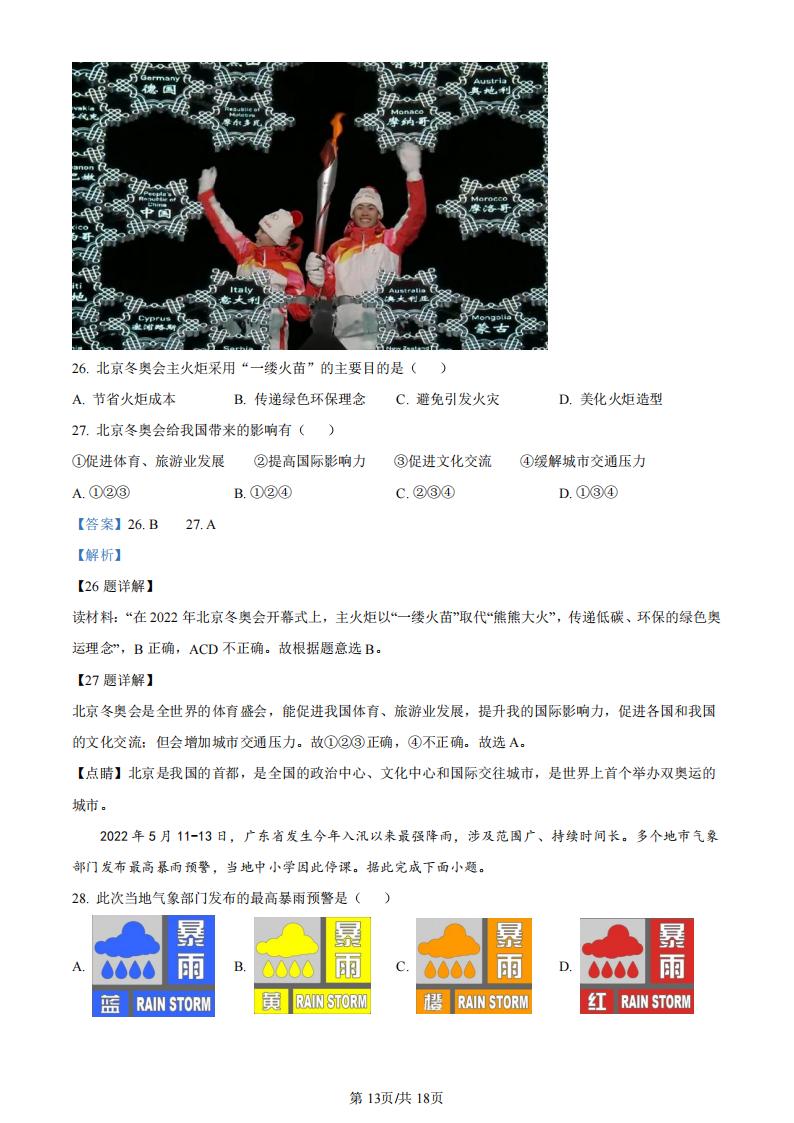 Germany
德国
Austria
奥地利
Republic of
Moldova
摩尔多瓦
Monaco
摩纳哥
People's
Republic of
China
中国
Morocco
摩洛哥
Italy
意大利
Australia
澳大利亚
Cyprus
塞浦路斯
Mongolia
蒙古
Serbia
New Zealand
26. 北京冬奥会主火炬采用“一缕火苗”的主要目的是（ ）
A. 节省火炬成本 B. 传递绿色环保理念 C. 避免引发火灾 D. 美化火炬造型
27. 北京冬奥会给我国带来的影响有（ ）
①促进体育、旅游业发展 ②提高国际影响力 ③促进文化交流 ④缓解城市交通压力
A. ①②③ B. ①②④ C. ②③④ D. ①③④
【答案】26. B 27. A
【解析】
【26 题详解】
读材料：“在 2022 年北京冬奥会开幕式上，主火炬以“一缕火苗”取代“熊熊大火”，传递低碳、环保的绿色奥
运理念”，B 正确，ACD 不正确。故根据题意选 B。
【27 题详解】
北京冬奥会是全世界的体育盛会，能促进我国体育、旅游业发展，提升我的国际影响力，促进各国和我国
的文化交流；但会增加城市交通压力。故①②③正确，④不正确。故选 A。
【点睛】北京是我国的首都，是全国的政治中心、文化中心和国际交往城市，是世界上首个举办双奥运的
城市。
2022 年 5 月 11-13 日，广东省发生今年入汛以来最强降雨，涉及范围广、持续时间长。多个地市气象
部门发布最高暴雨预警，当地中小学因此停课。据此完成下面小题。
28. 此次当地气象部门发布的最高暴雨预警是（ ）
A. 暴雨 蓝 RAIN STORM B. 暴雨 黄 RAIN STORM C. 暴雨 橙 RAIN STORM D. 暴雨 红 RAIN STORM
第 13页/共 18页